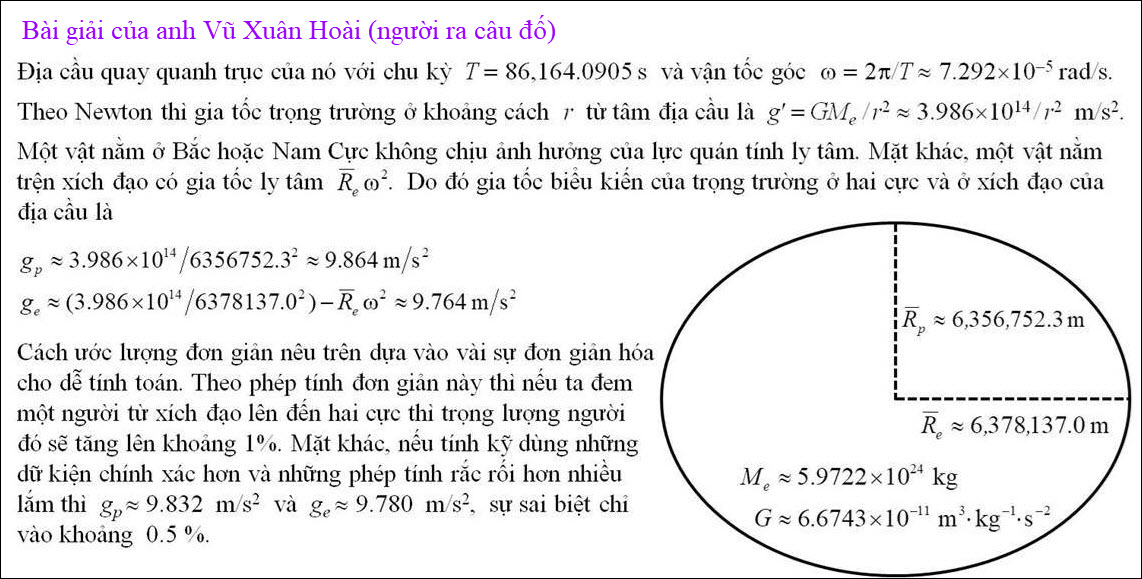 Bài giải của anh Vũ Xuân Hoài (người ra câu đố)
Địa cầu quay quanh trục của nó với chu kỳ T = 86,164.0905 s và vận tốc góc ω = 2π/T ≈ 7.292×10⁻⁵ rad/s.
Theo Newton thì gia tốc trọng trường ở khoảng cách r từ tâm địa cầu là g′ = GMₑ/r² ≈ 3.986×10¹⁴/r² m/s².
Một vật nằm ở Bắc hoặc Nam Cực không chịu ảnh hưởng của lực quán tính ly tâm. Mặt khác, một vật nằm
trện xích đạo có gia tốc ly tâm R̅ₑω². Do đó gia tốc biểu kiến của trọng trường ở hai cực và ở xích đạo của
địa cầu là
gₚ ≈ 3.986×10¹⁴/6356752.3² ≈ 9.864 m/s²
gₑ ≈ (3.986×10¹⁴/6378137.0²) – R̅ₑω² ≈ 9.764 m/s²
Cách ước lượng đơn giản nêu trên dựa vào vài sự đơn giản hóa
cho dễ tính toán. Theo phép tính đơn giản này thì nếu ta đem
một người từ xích đạo lên đến hai cực thì trọng lượng người
đó sẽ tăng lên khoảng 1%. Mặt khác, nếu tính kỹ dùng những
dữ kiện chính xác hơn và những phép tính rắc rối hơn nhiều
lắm thì gₚ ≈ 9.832 m/s² và gₑ ≈ 9.780 m/s², sự sai biệt chỉ
vào khoảng 0.5 %.
R̅ₚ ≈ 6,356,752.3 m
R̅ₑ ≈ 6,378,137.0 m
Mₑ ≈ 5.9722×10²⁴ kg
G ≈ 6.6743×10⁻¹¹ m³·kg⁻¹·s⁻²